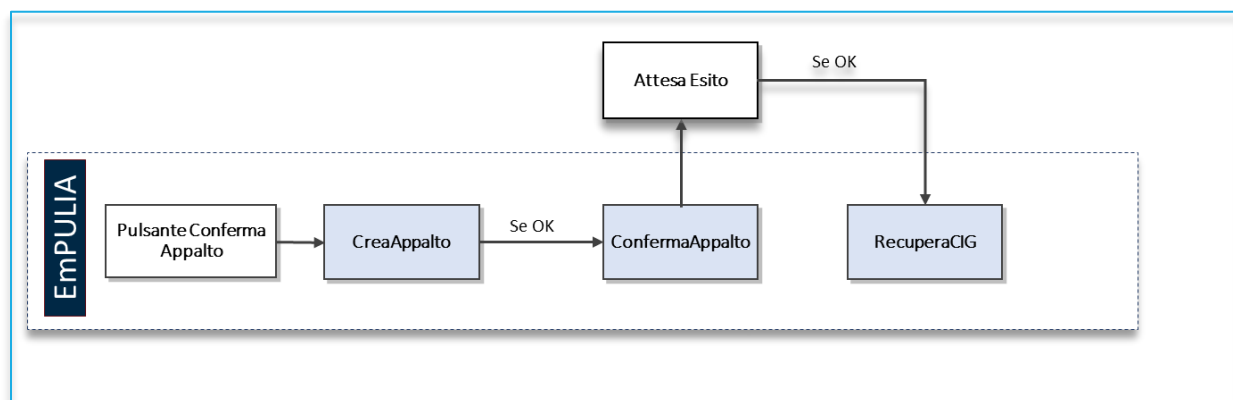 Attesa Esito
Se OK
EmPULIA
Pulsante Conferma
Appalto
CreaAppalto
Se OK
ConfermaAppalto
RecuperaCIG